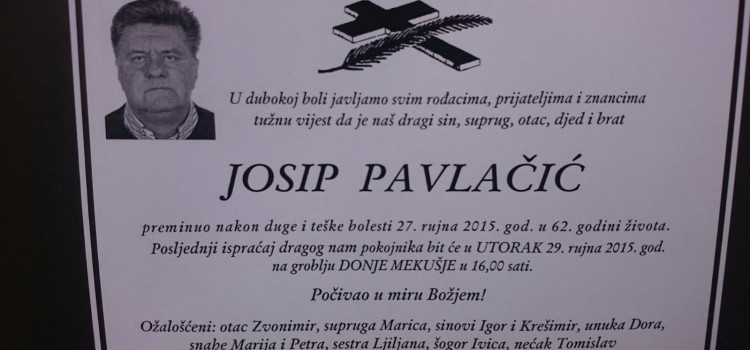 U dubokoj boli javljamo svim rođacima, prijateljima i znancima
tužnu vijest da je naš dragi sin, suprug, otac, djed i brat
JOSIP PAVLAČIĆ
preminuo nakon duge i teške bolesti 27. rujna 2015. god. u 62. godini života.
Posljednji ispraćaj dragog nam pokojnika bit će u UTORAK 29. rujna 2015. god.
na groblju DONJE MEKUŠJE u 16,00 sati.
Počivao u miru Božjem!
Ožalošćeni: otac Zvonimir, supruga Marica, sinovi Igor i Krešimir, unuka Dora,
snahe Marija i Petra, sestra Ljiljana, šogor Ivica, nećak Tomislav